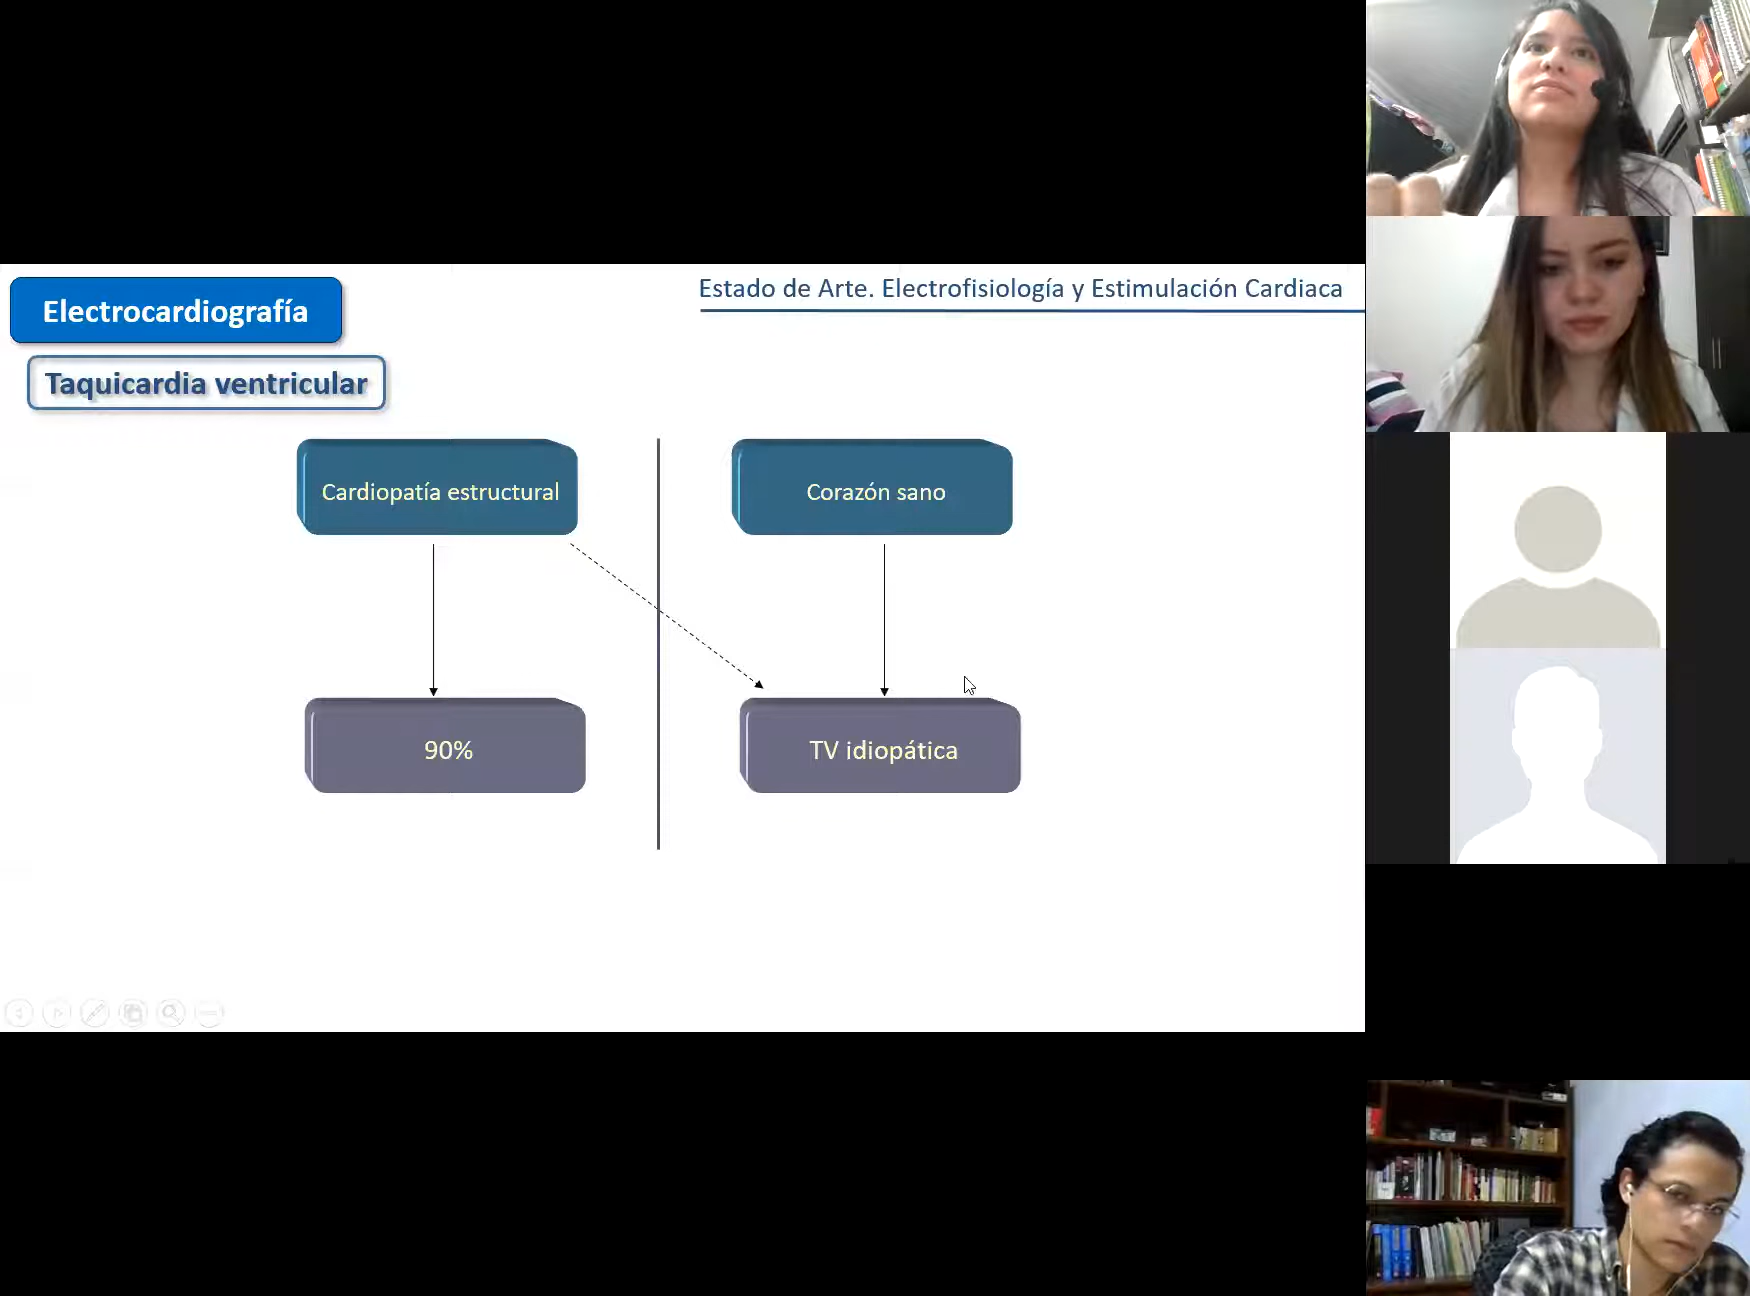 Estado de Arte. Electrofisiología y Estimulación Cardiaca
Electrocardiografía
Taquicardia ventricular
Cardiopatía estructural
Corazón sano
90%
TV idiopática